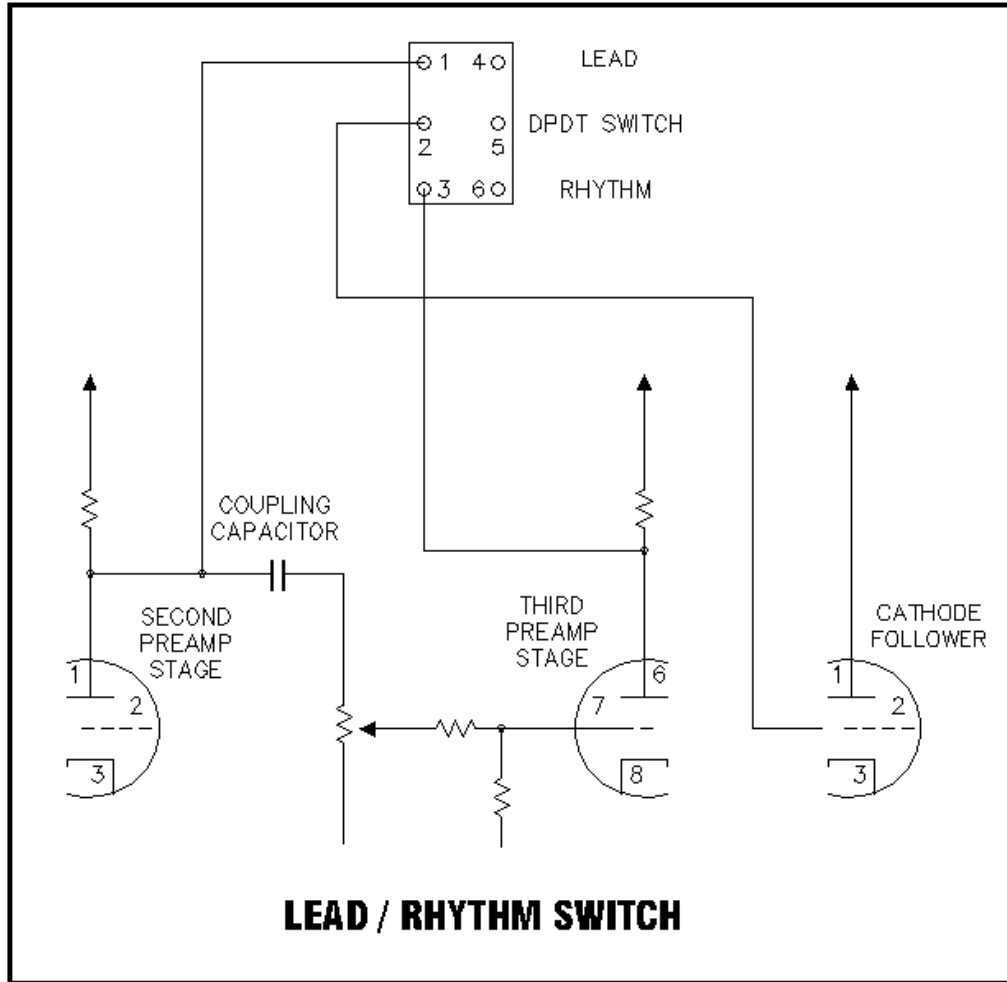 1 4 LEAD
DPDT SWITCH
2 5
3 6 RHYTHM
COUPLING
CAPACITOR
SECOND
PREAMP
STAGE
THIRD
PREAMP
STAGE
CATHODE
FOLLOWER
1
2
3
6
7
8
1
2
3
LEAD / RHYTHM SWITCH